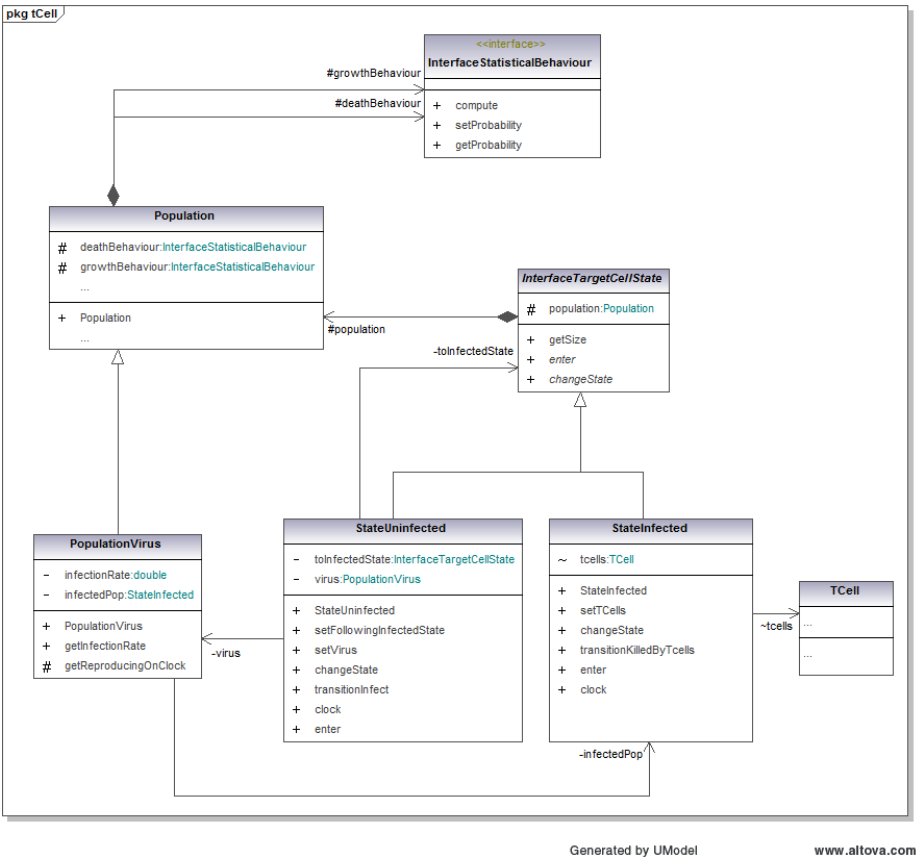 pkg tCell
<<interface>>
InterfaceStatisticalBehaviour
+ compute
+ setProbability
+ getProbability
#growthBehaviour
#deathBehaviour
Population
# deathBehaviour:InterfaceStatisticalBehaviour
# growthBehaviour:InterfaceStatisticalBehaviour
...
+ Population
...
InterfaceTargetCellState
# population:Population
+ getSize
+ enter
+ changeState
#population
-toInfectedState
PopulationVirus
- infectionRate:double
- infectedPop:StateInfected
+ PopulationVirus
+ getInfectionRate
# getReproducingOnClock
-virus
StateUninfected
- toInfectedState:InterfaceTargetCellState
- virus:PopulationVirus
+ StateUninfected
+ setFollowingInfectedState
+ setVirus
+ changeState
+ transitionInfect
+ clock
+ enter
StateInfected
~ tcells:TCell
+ StateInfected
+ setTCells
+ changeState
+ transitionKilledByTcells
+ enter
+ clock
~tcells
TCell
...
...
-infectedPop
Generated by UModel
www.altova.com